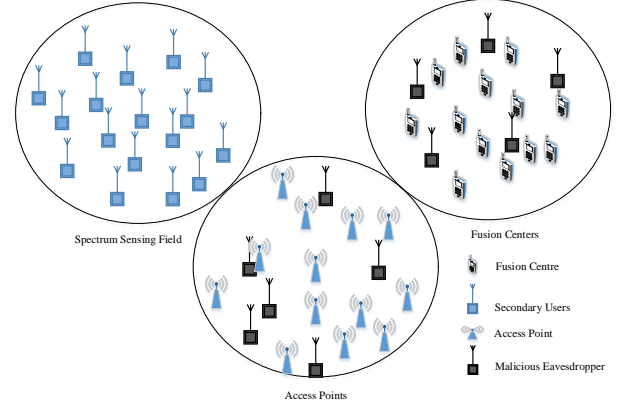 Spectrum Sensing Field
Fusion Centers
Fusion Centre
Secondary Users
Access Point
Malicious Eavesdropper
Access Points